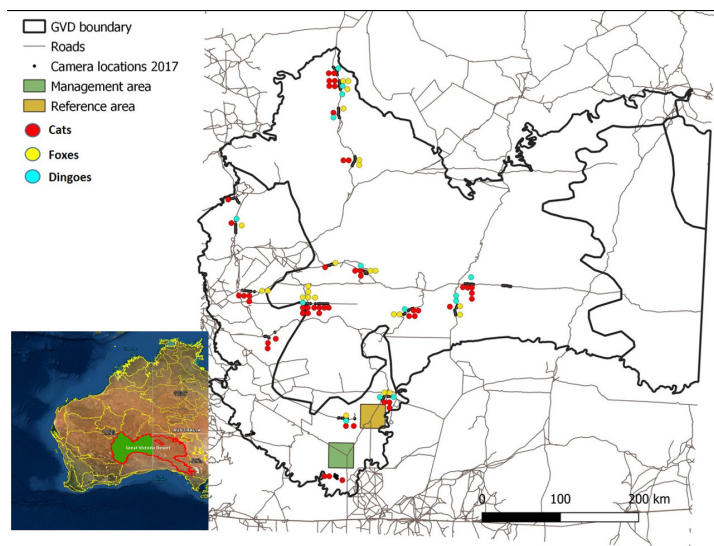 GVD boundary
Roads
Camera locations 2017
Management area
Reference area
Cats
Foxes
Dingoes
Great Victoria Desert
0 100 200 km